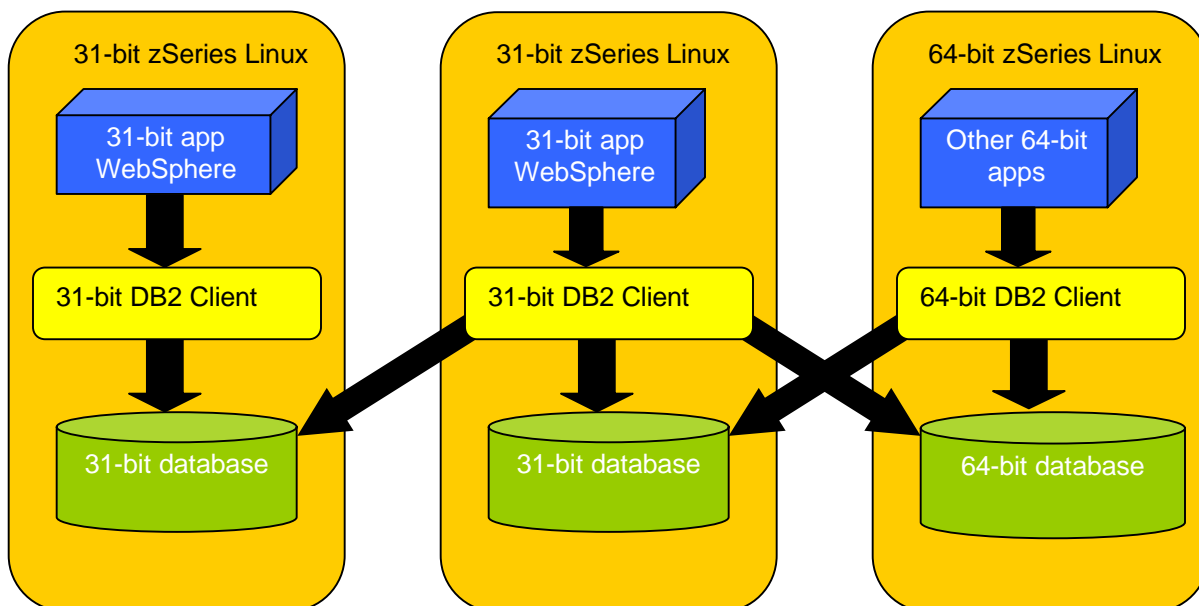 31-bit zSeries Linux
31-bit app
WebSphere
31-bit DB2 Client
31-bit database
31-bit zSeries Linux
31-bit app
WebSphere
31-bit DB2 Client
31-bit database
64-bit zSeries Linux
Other 64-bit
apps
64-bit DB2 Client
64-bit database